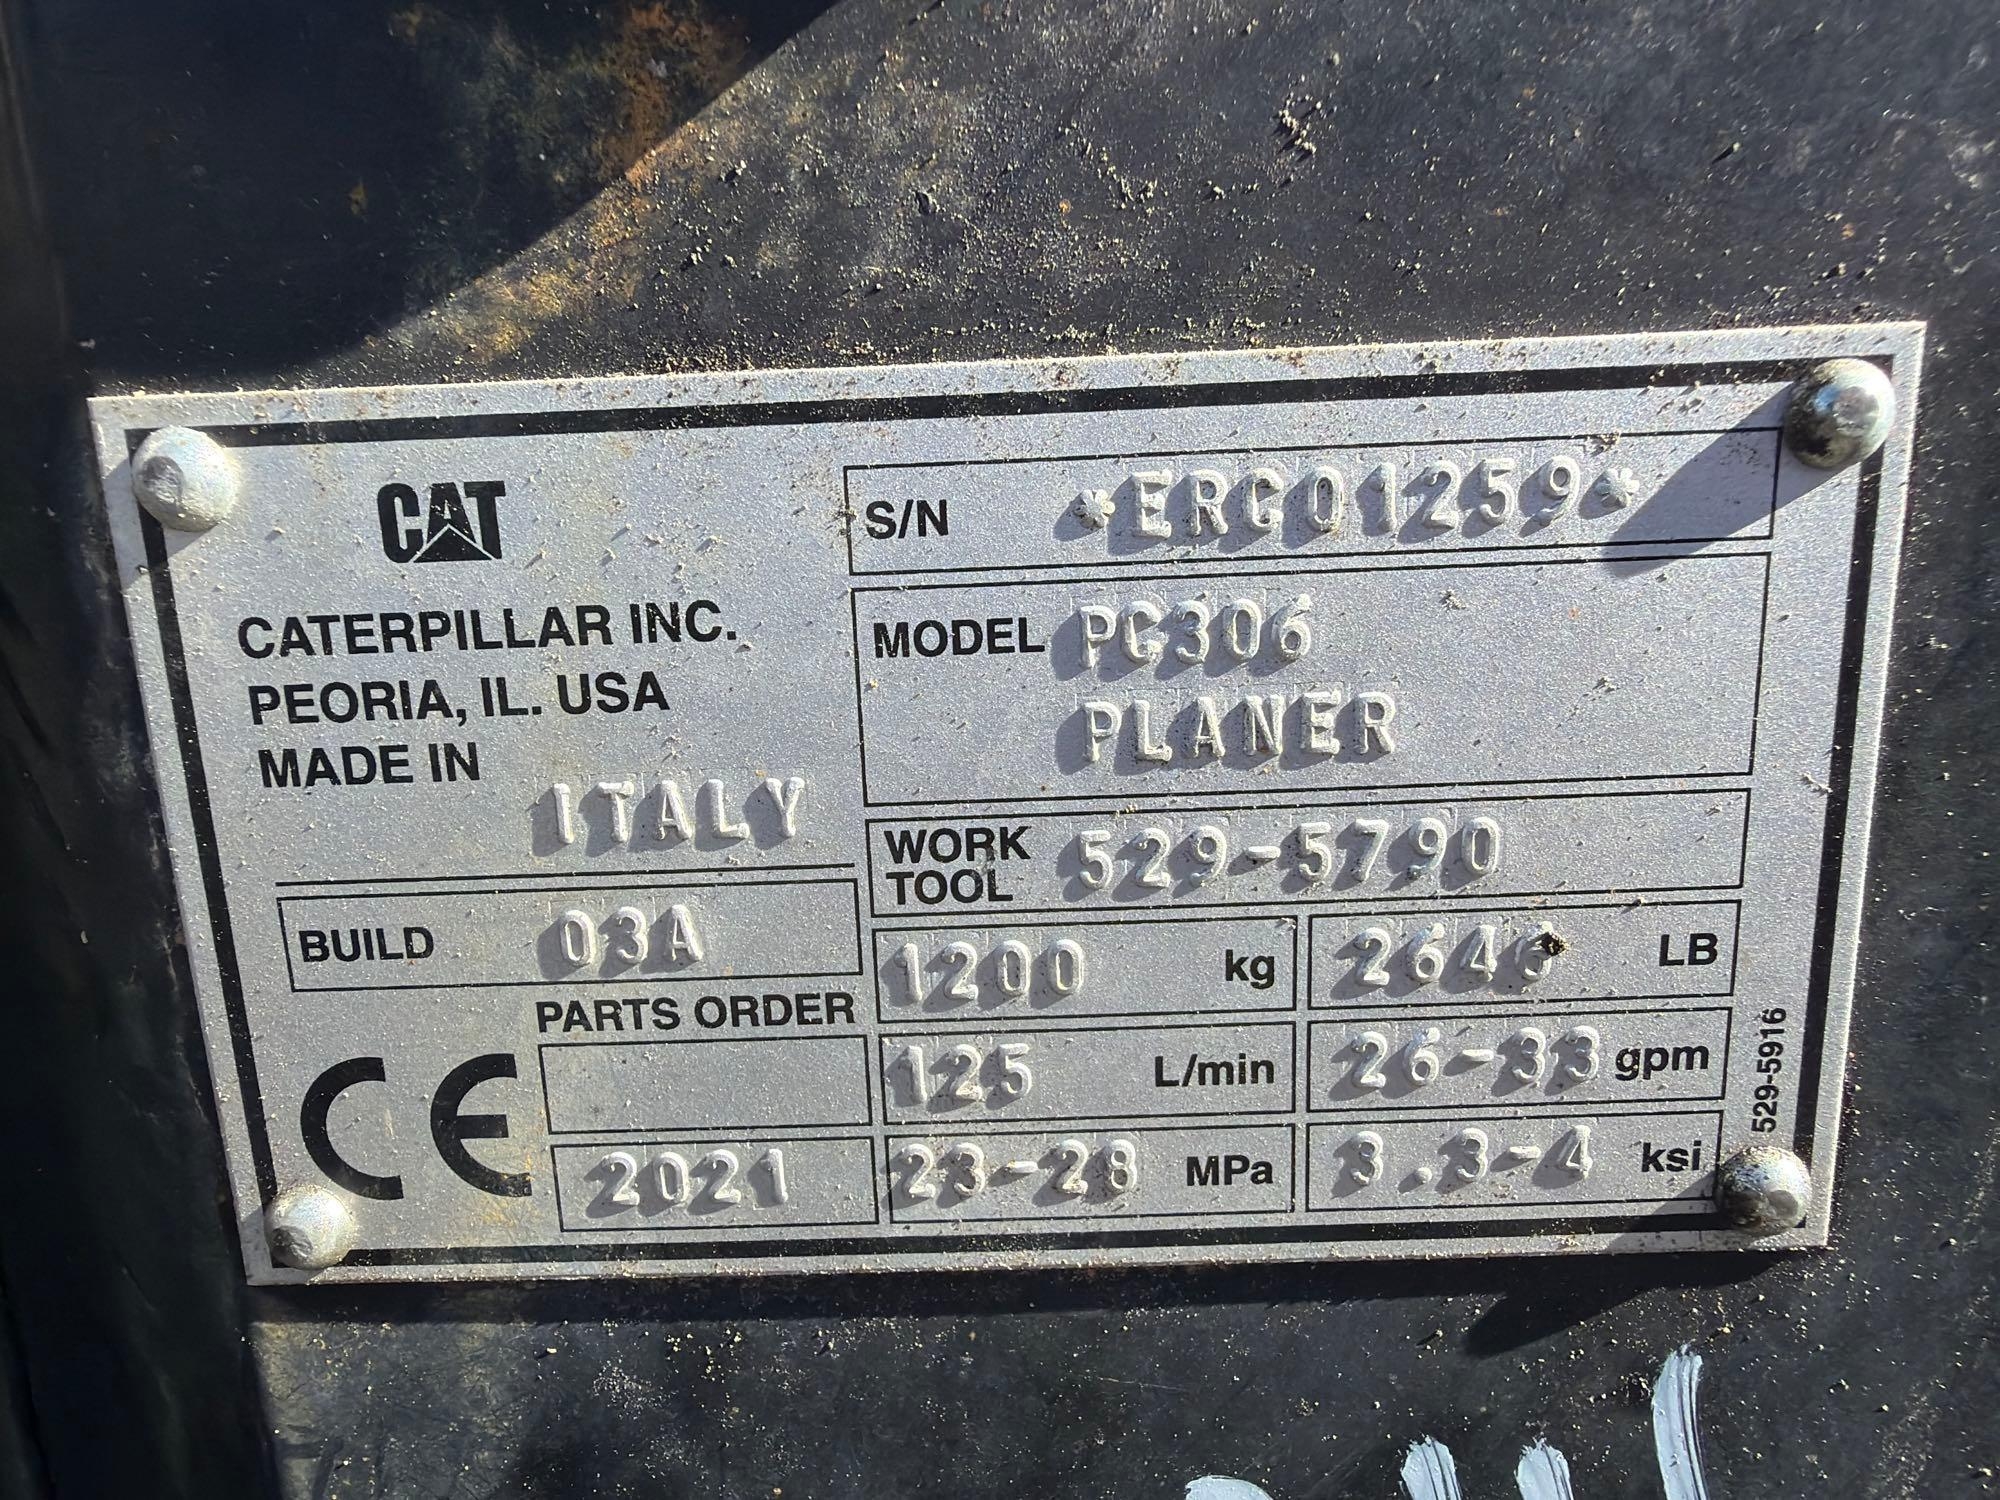 CAT
CATERPILLAR INC.
PEORIA, IL. USA
MADE IN
ITALY
BUILD 03A
PARTS ORDER
CE
2021
S/N *ERC01259*
MODEL PC306
PLANER
WORK TOOL 529-5790
1200 kg 2646 LB
125 L/min 26-33 gpm
23-28 MPa 3.3-4 ksi
529-5916